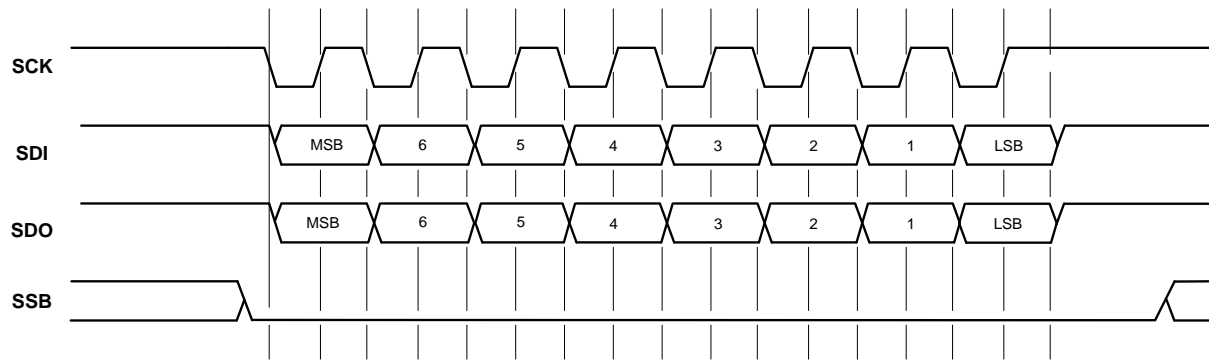 SCK
SDI MSB 6 5 4 3 2 1 LSB
SDO MSB 6 5 4 3 2 1 LSB
SSB